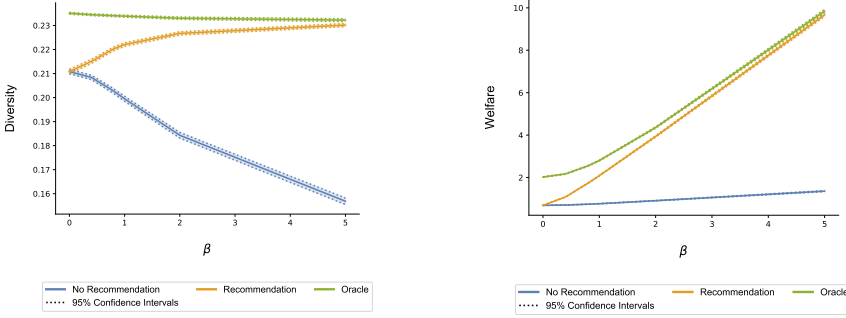 Diversity
0.23
0.22
0.21
0.20
0.19
0.18
0.17
0.16
0 1 2 3 4 5
β
No Recommendation Recommendation Oracle
95% Confidence Intervals
Welfare
10
8
6
4
2
0 1 2 3 4 5
β
No Recommendation Recommendation Oracle
95% Confidence Intervals